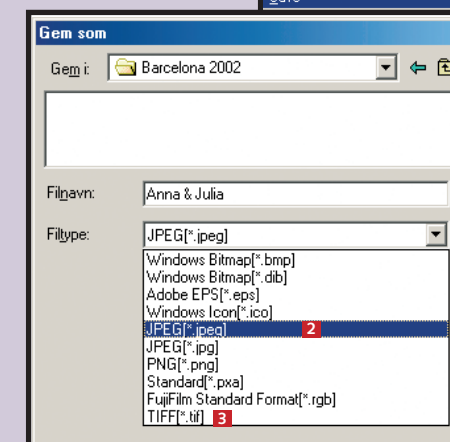 Gem som
Gem i: Barcelona 2002
Filnavn: Anna & Julia
Filtype: JPEG[*.jpeg]
Windows Bitmap[*.bmp]
Windows Bitmap[*.dib]
Adobe EPS[*.eps]
Windows Icon[*.ico]
JPEG[*.jpeg] 2
JPEG[*.jpg]
PNG[*.png]
Standard[*.pxa]
FujiFilm Standard Format[*.rgb]
TIFF[*.tif] 3